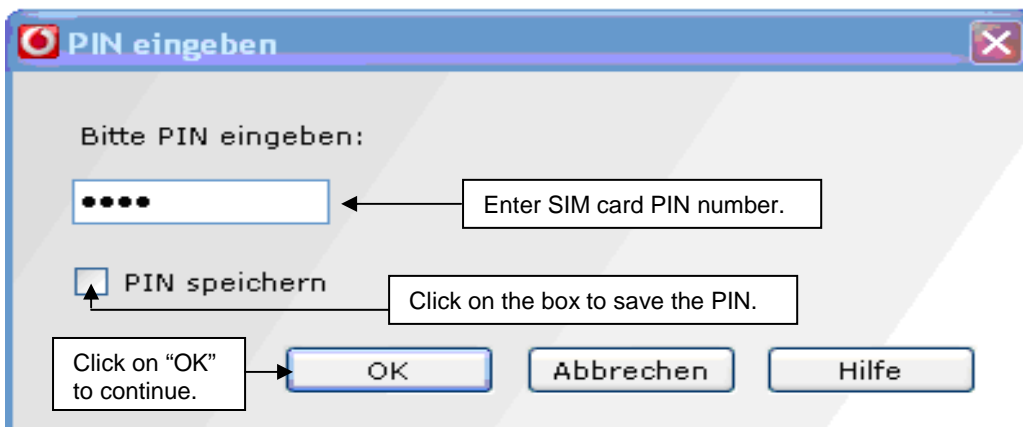 PIN eingeben
Bitte PIN eingeben:
••••
Enter SIM card PIN number.
PIN speichern
Click on the box to save the PIN.
Click on “OK”
to continue.
OK
Abbrechen
Hilfe